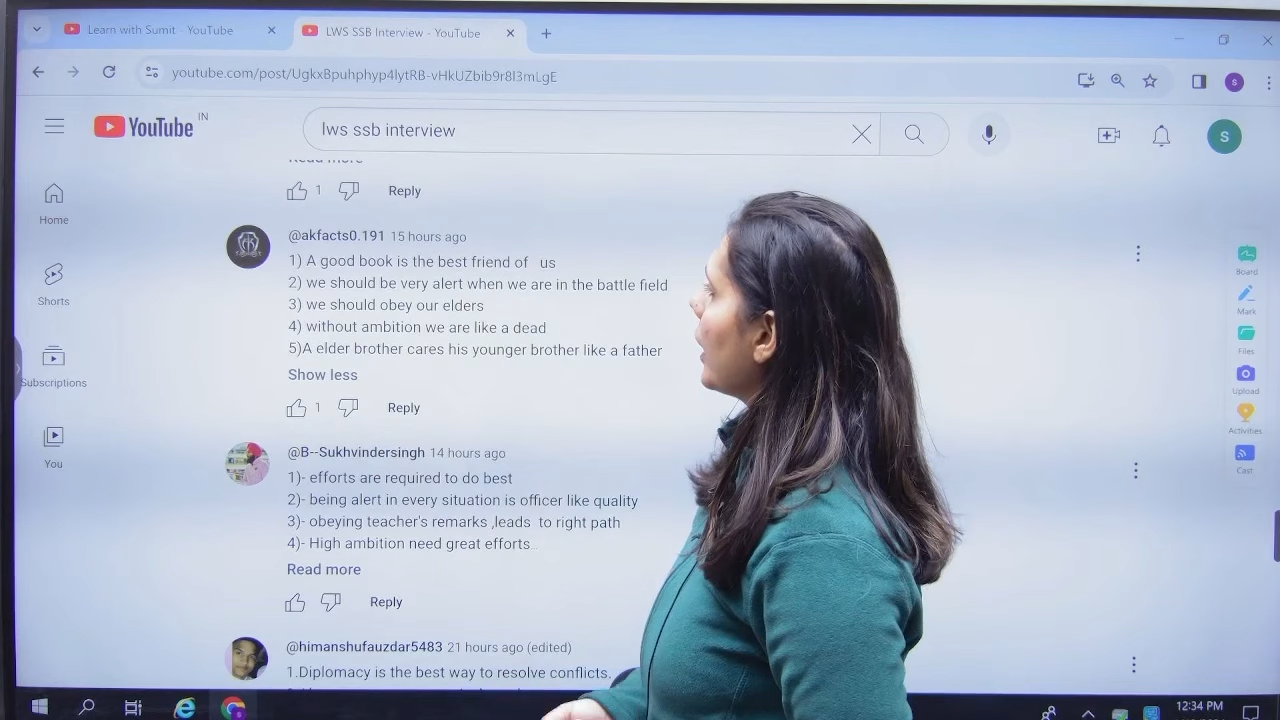 Learn with Sumit - YouTube
LWS SSB Interview - YouTube
youtube.com/post/UgkxBpuhphyp4lytRB-vHkUZbib9r8l3mLgE
YouTube IN
lws ssb interview
S
S
Home
Shorts
Subscriptions
You
Read more
1 Reply
@akfacts0.191 15 hours ago
1) A good book is the best friend of us
2) we should be very alert when we are in the battle field
3) we should obey our elders
4) without ambition we are like a dead
5)A elder brother cares his younger brother like a father
Show less
1 Reply
@B--Sukhvindersingh 14 hours ago
1)- efforts are required to do best
2)- being alert in every situation is officer like quality
3)- obeying teacher's remarks ,leads to right path
4)- High ambition need great efforts
Read more
Reply
@himanshufauzdar5483 21 hours ago (edited)
1.Diplomacy is the best way to resolve conflicts.
Board
Mark
Files
Upload
Activities
Cast
12:34 PM